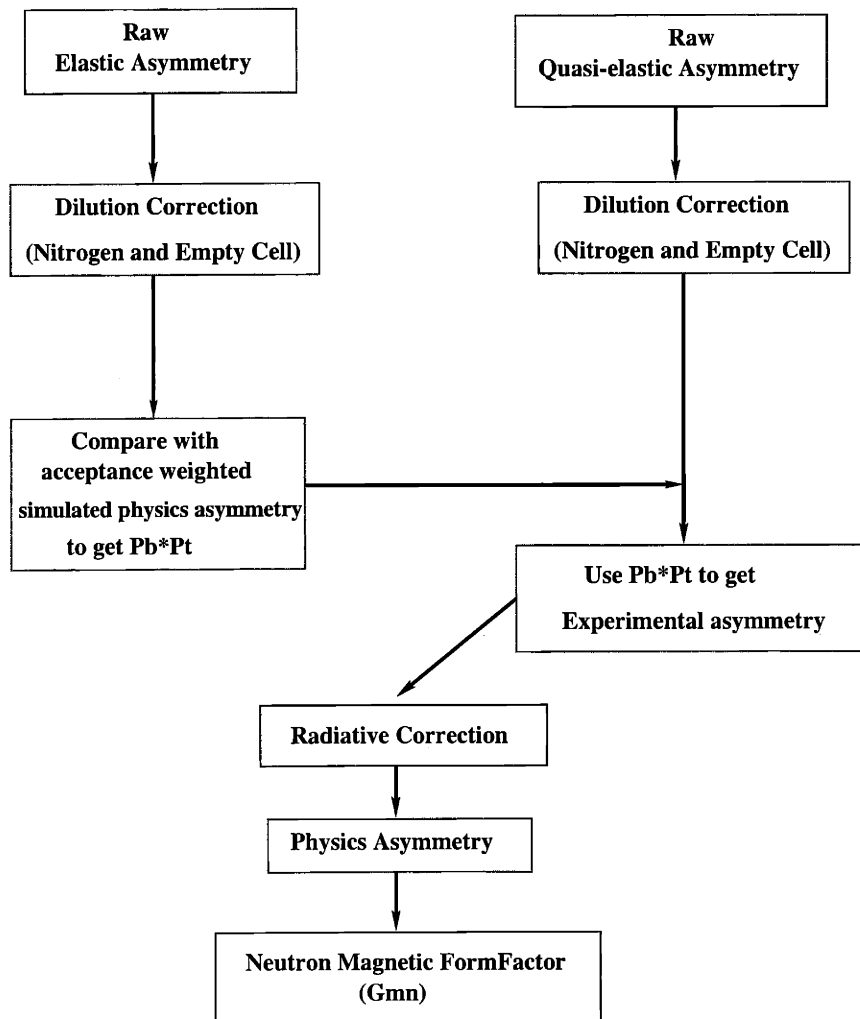 Raw
Elastic Asymmetry
Raw
Quasi-elastic Asymmetry
Dilution Correction
(Nitrogen and Empty Cell)
Dilution Correction
(Nitrogen and Empty Cell)
Compare with
acceptance weighted
simulated physics asymmetry
to get Pb*Pt
Use Pb*Pt to get
Experimental asymmetry
Radiative Correction
Physics Asymmetry
Neutron Magnetic FormFactor
(Gmn)